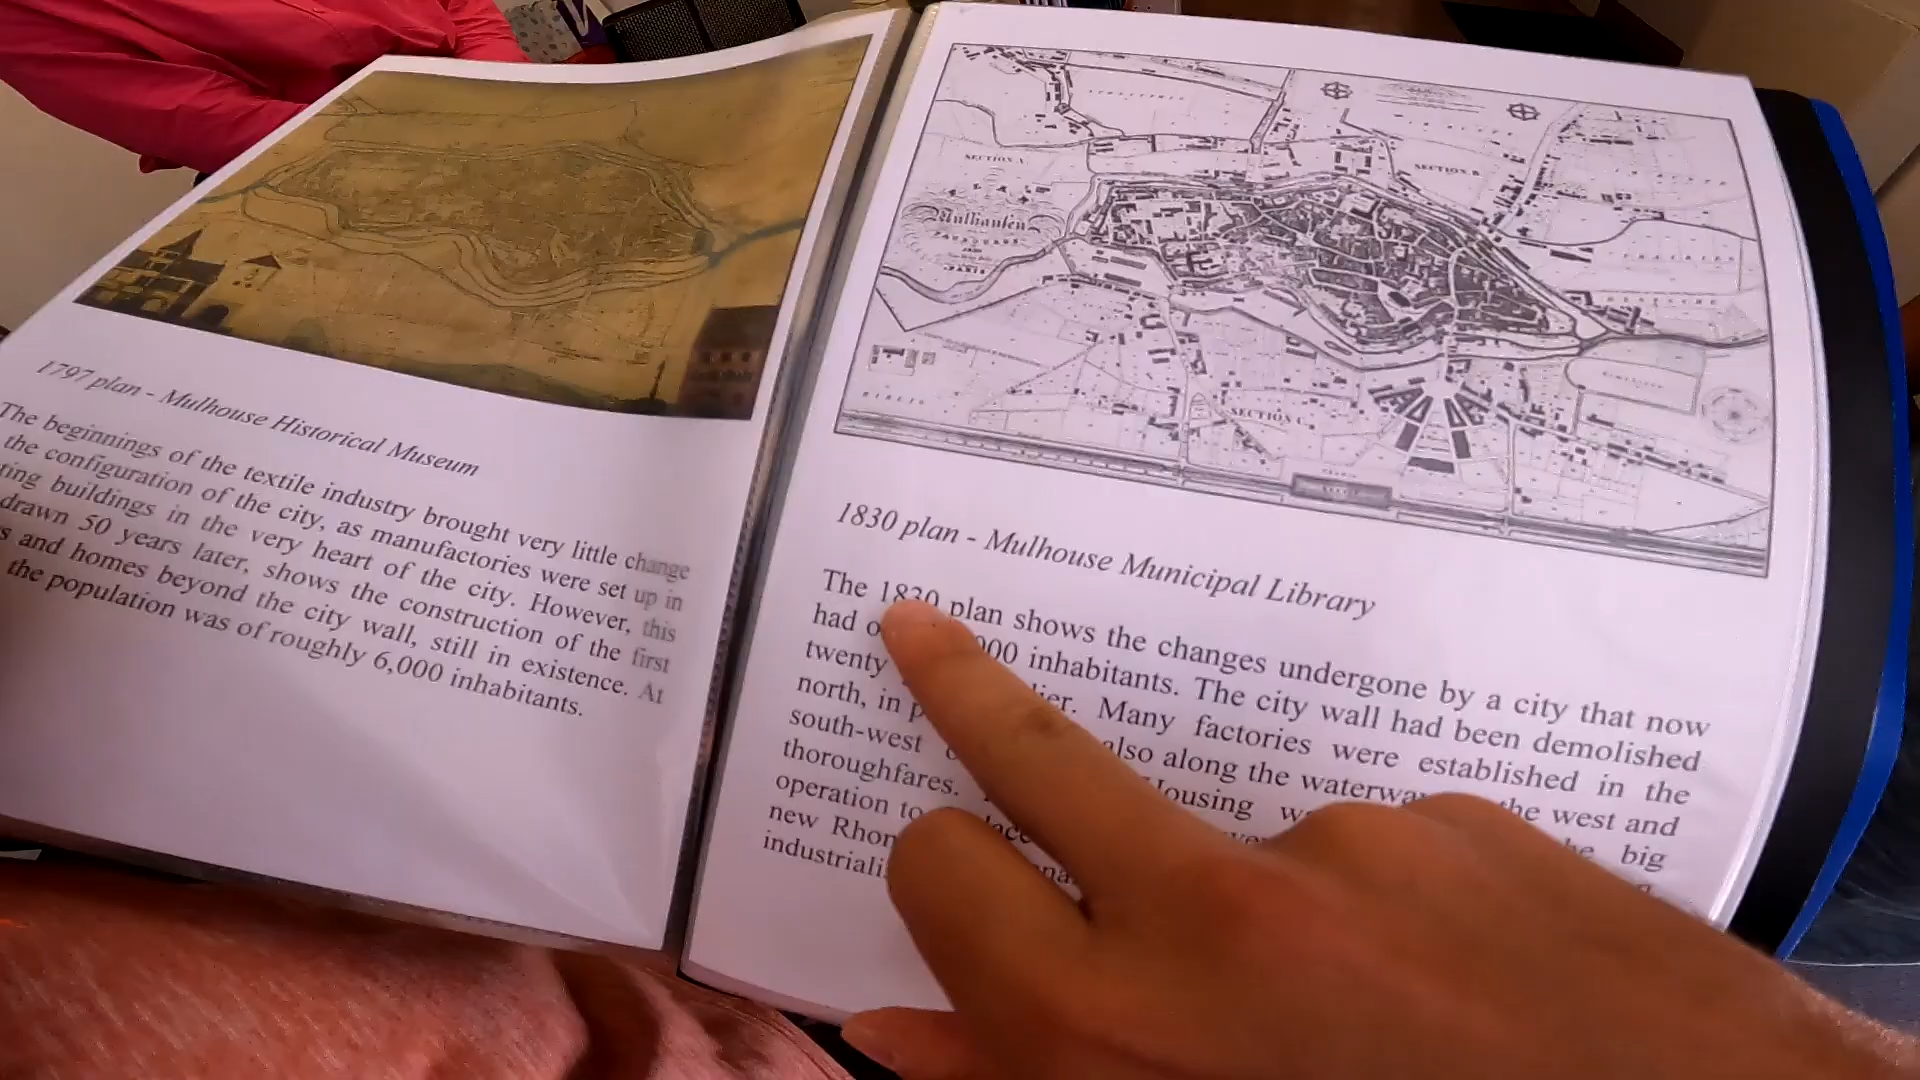 1797 plan - Mulhouse Historical Museum
The beginnings of the textile industry brought very little change
the configuration of the city, as manufactories were set up in
ting buildings in the very heart of the city. However, this
drawn 50 years later, shows the construction of the first
s and homes beyond the city wall, still in existence. At
the population was of roughly 6,000 inhabitants.
SECTION A.
SECTION B.
Mulhausen
PARIS
SECTION C.
1830 plan - Mulhouse Municipal Library
The 1830 plan shows the changes undergone by a city that now
had 000 inhabitants. The city wall had been demolished
twenty lier. Many factories were established in the
north, in p also along the waterway the west and
south-west Housing w the big
thoroughfares.
operation to place
new Rhon
industriali